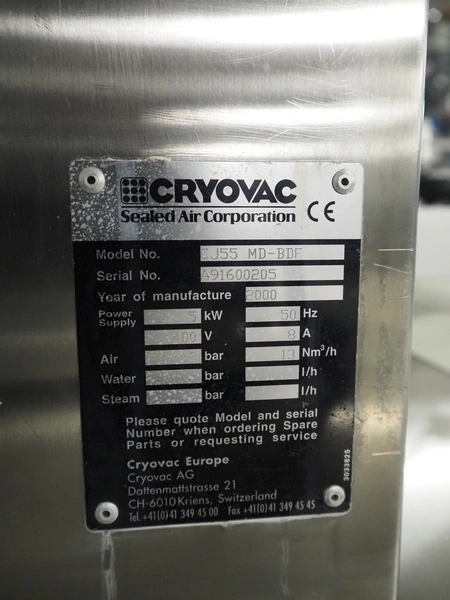 CRYOVAC
Sealed Air Corporation CE
Model No. CJ55 MD-BDF
Serial No. A91600205
Year of manufacture 2000
Power Supply 5 kW 50 Hz
400 V 8 A
Air bar 13 Nm³/h
Water bar l/h
Steam bar l/h
Please quote Model and serial
Number when ordering Spare
Parts or requesting service
Cryovac Europe
Cryovac AG
Dattenmattstrasse 21
CH-6010 Kriens, Switzerland
Tel. +41(0)41 349 45 00 Fax +41(0)41 349 45 45
3033925